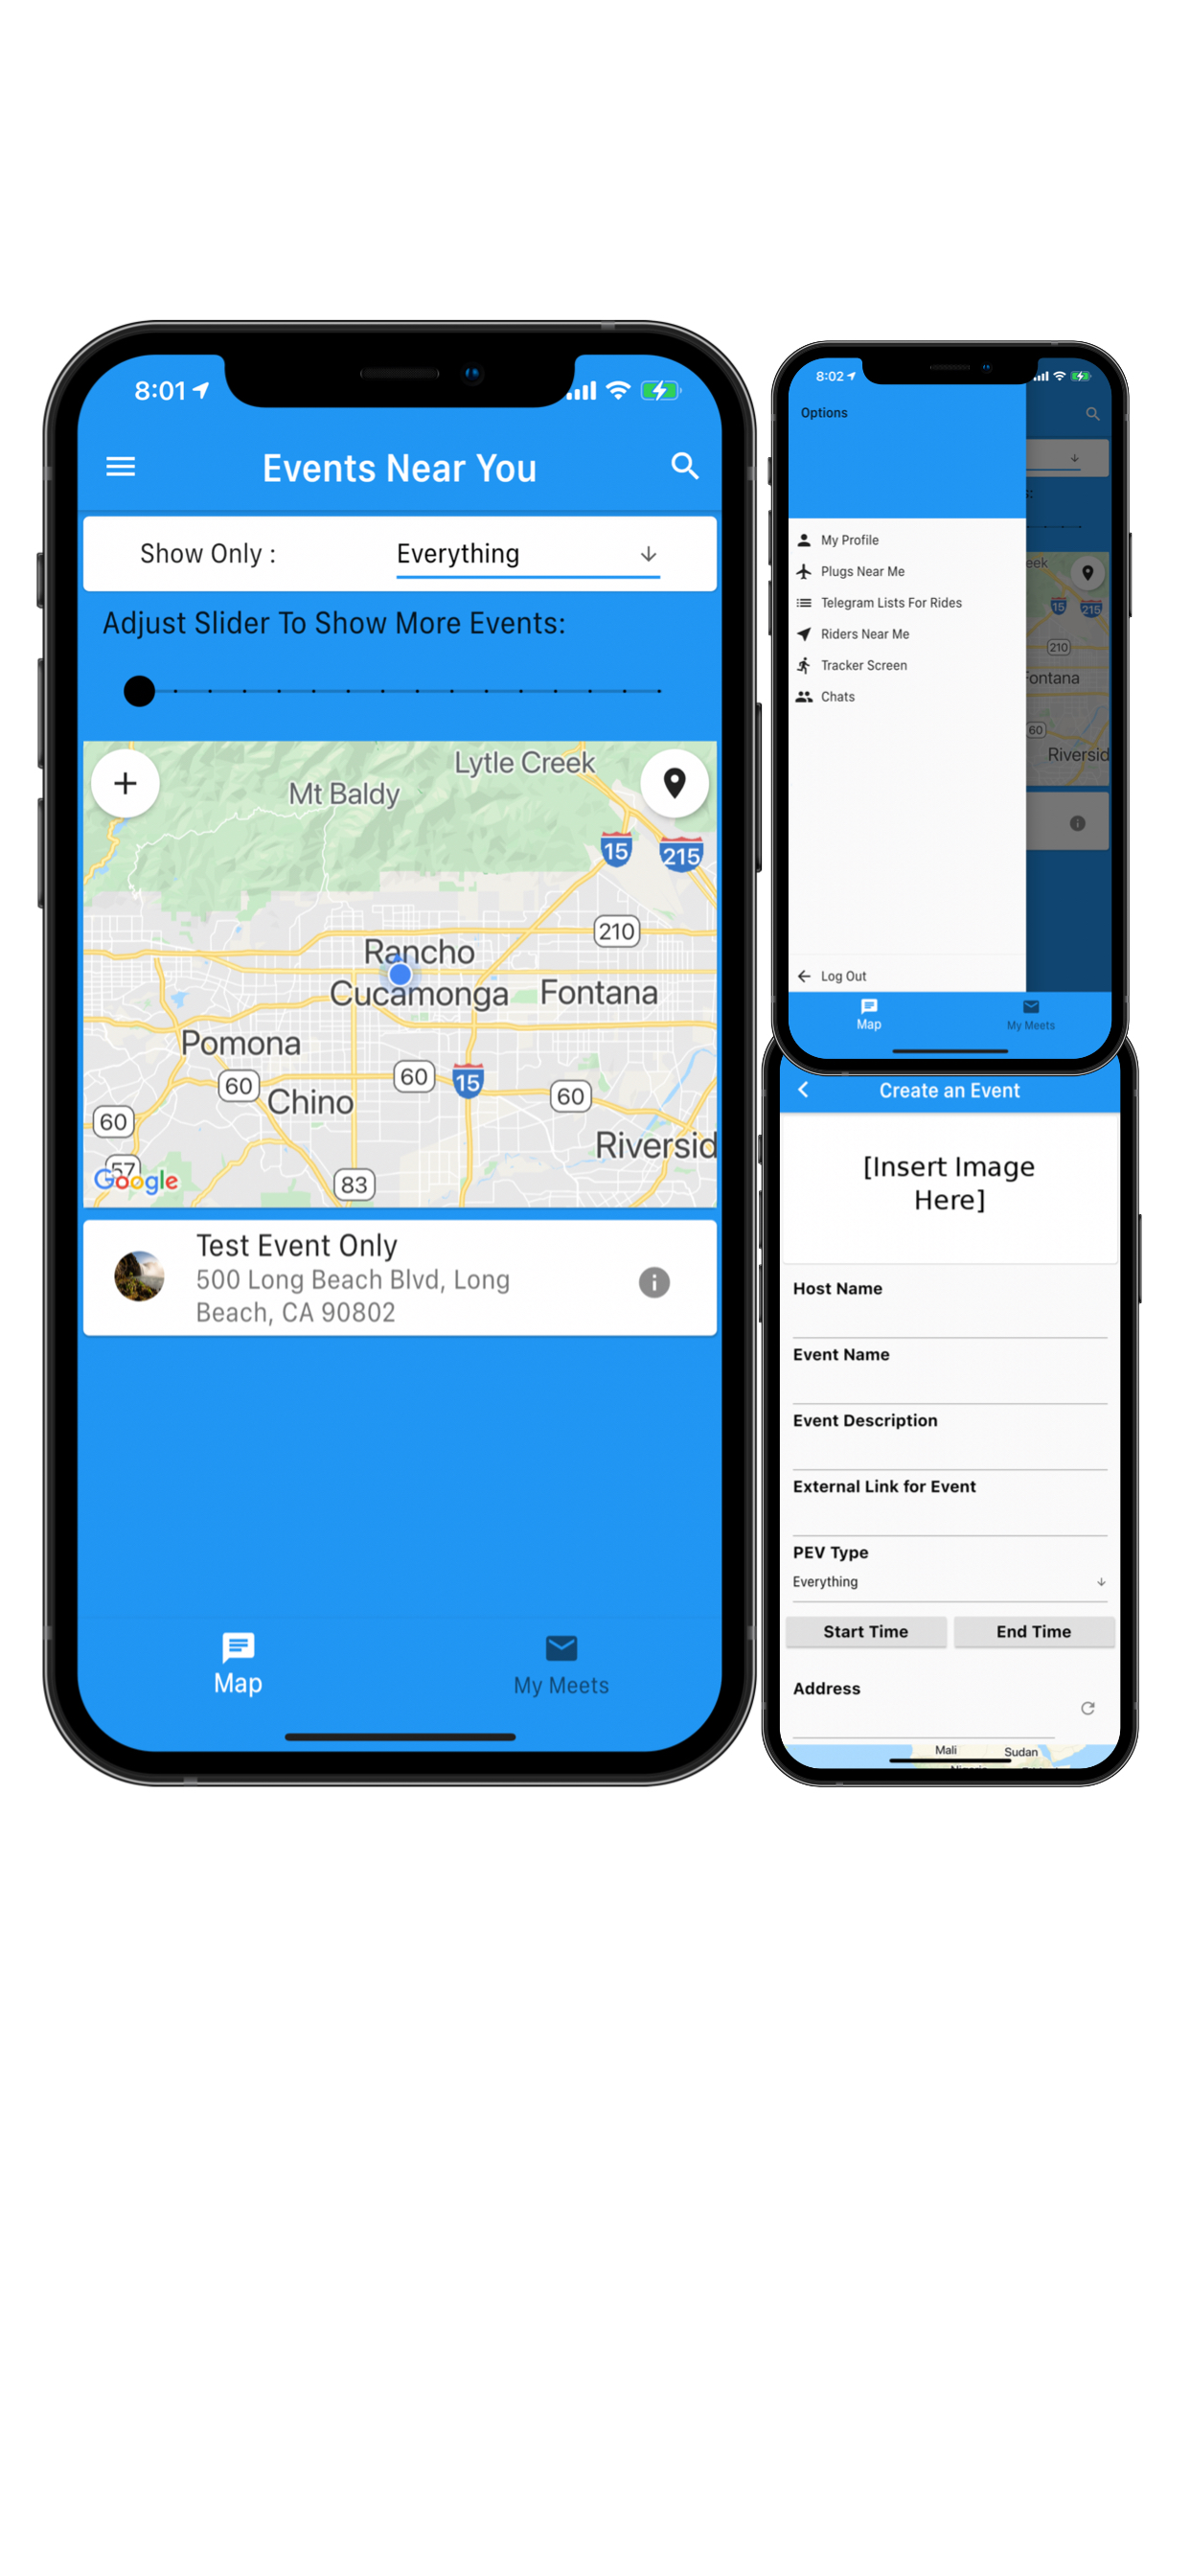 8:01
Events Near You
Show Only :
Everything
Adjust Slider To Show More Events:
Lytle Creek
Mt Baldy
15
215
210
Rancho
Cucamonga
Fontana
Pomona
60
60
15
60
Chino
60
Riversid
57
Google
83
Test Event Only
500 Long Beach Blvd, Long
Beach, CA 90802
Map
My Meets
8:02
Options
My Profile
Plugs Near Me
Telegram Lists For Rides
Riders Near Me
Tracker Screen
Chats
eek
15
215
210
Fontana
60
Riversid
Log Out
Map
My Meets
Create an Event
[Insert Image
Here]
Host Name
Event Name
Event Description
External Link for Event
PEV Type
Everything
Start Time
End Time
Address
Mali
Sudan